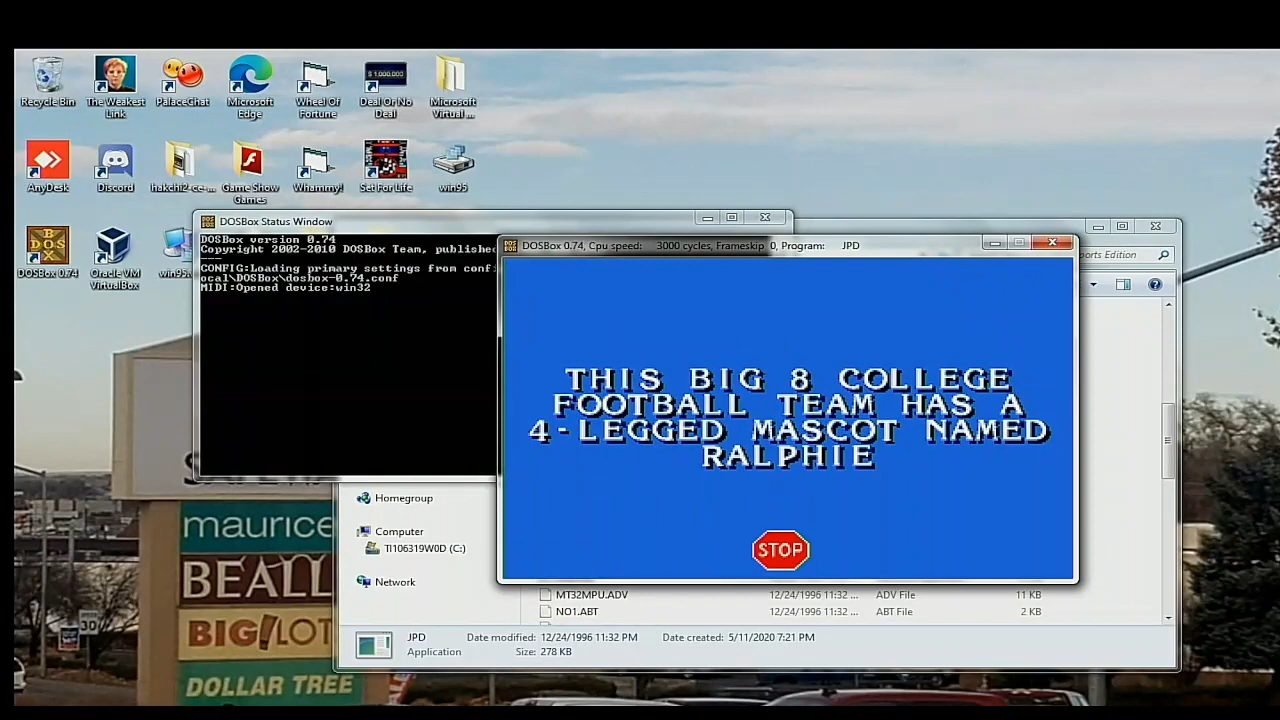 Recycle Bin
The Weakest Link
PalaceChat
Microsoft Edge
Wheel Of Fortune
Deal Or No Deal
Microsoft Virtual ...
$1,000,000
AnyDesk
Discord
hakchi2-ce-...
Game Show Games
Whammy!
Set For Life
win95
DOSBox 0.74
Oracle VM VirtualBox
win95
DOSBox Status Window
DOSBox version 0.74
Copyright 2002-2010 DOSBox Team, publishe
---
CONFIG:Loading primary settings from conf
ocal\DOSBox\dosbox-0.74.conf
MIDI:Opened device:win32
DOSBox 0.74, Cpu speed: 3000 cycles, Frameskip 0, Program: JPD
THIS BIG 8 COLLEGE
FOOTBALL TEAM HAS A
4-LEGGED MASCOT NAMED
RALPHIE
STOP
ports Edition
Homegroup
Computer
TI106319W0D (C:)
Network
MT32MPU.ADV 12/24/1996 11:32 ... ADV File 11 KB
NO1.ABT 12/24/1996 11:32 ... ABT File 2 KB
JPD Date modified: 12/24/1996 11:32 PM Date created: 5/11/2020 7:21 PM
Application Size: 278 KB
maurice
BEALL
BIG!LOT
DOLLAR TREE
30